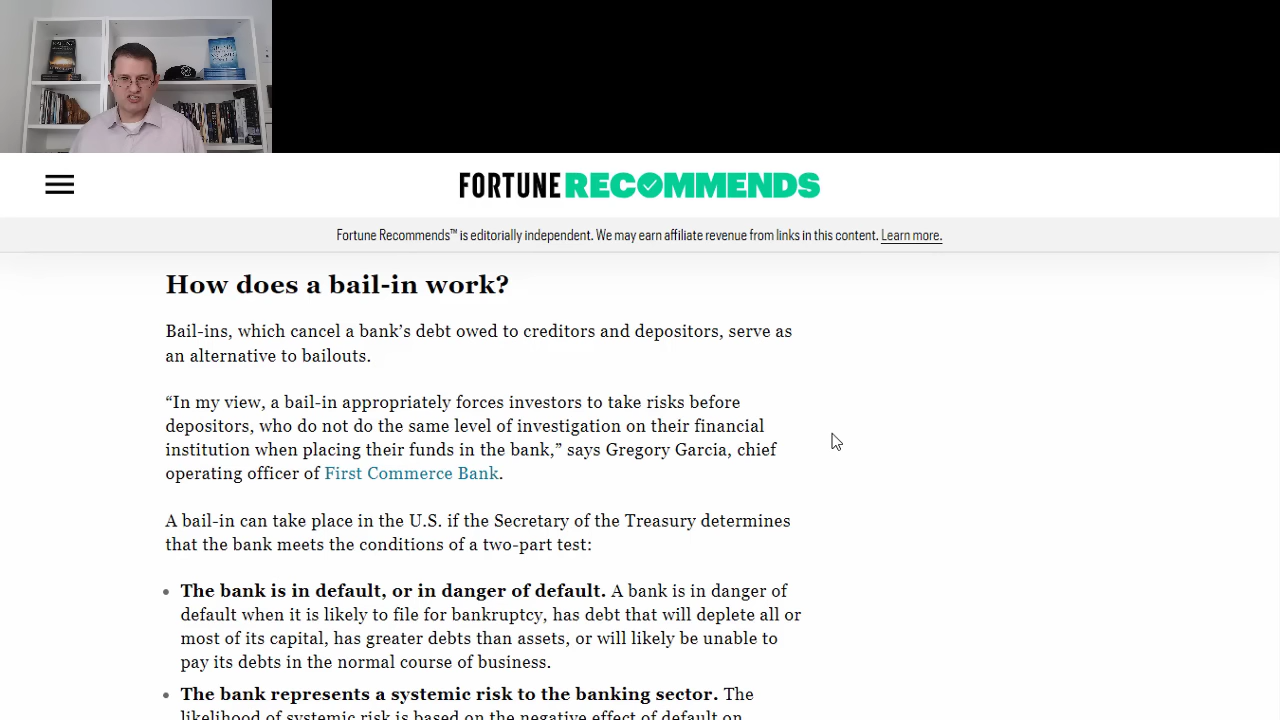 FORTUNE RECOMMENDS
Fortune Recommends™ is editorially independent. We may earn affiliate revenue from links in this content. Learn more.
How does a bail-in work?
Bail-ins, which cancel a bank’s debt owed to creditors and depositors, serve as
an alternative to bailouts.
“In my view, a bail-in appropriately forces investors to take risks before
depositors, who do not do the same level of investigation on their financial
institution when placing their funds in the bank,” says Gregory Garcia, chief
operating officer of First Commerce Bank.
A bail-in can take place in the U.S. if the Secretary of the Treasury determines
that the bank meets the conditions of a two-part test:
The bank is in default, or in danger of default. A bank is in danger of
default when it is likely to file for bankruptcy, has debt that will deplete all or
most of its capital, has greater debts than assets, or will likely be unable to
pay its debts in the normal course of business.
The bank represents a systemic risk to the banking sector. The
likelihood of systemic risk is based on the negative effect of default on